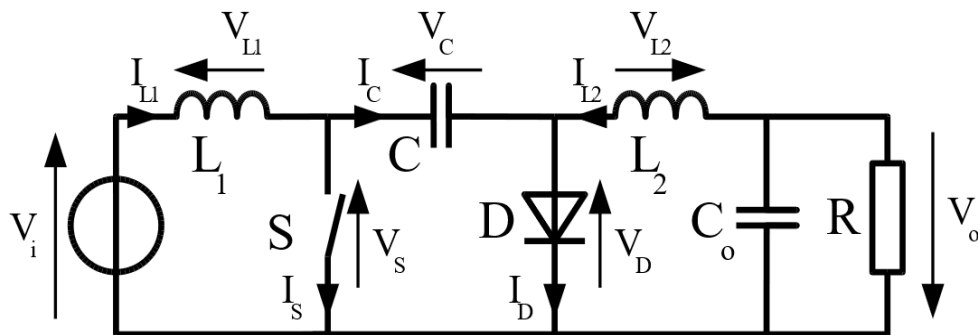 V_L1 V_C V_L2
I_L1 I_C I_L2
L_1 C L_2
V_i S V_S D V_D C_o R V_o
I_S I_D